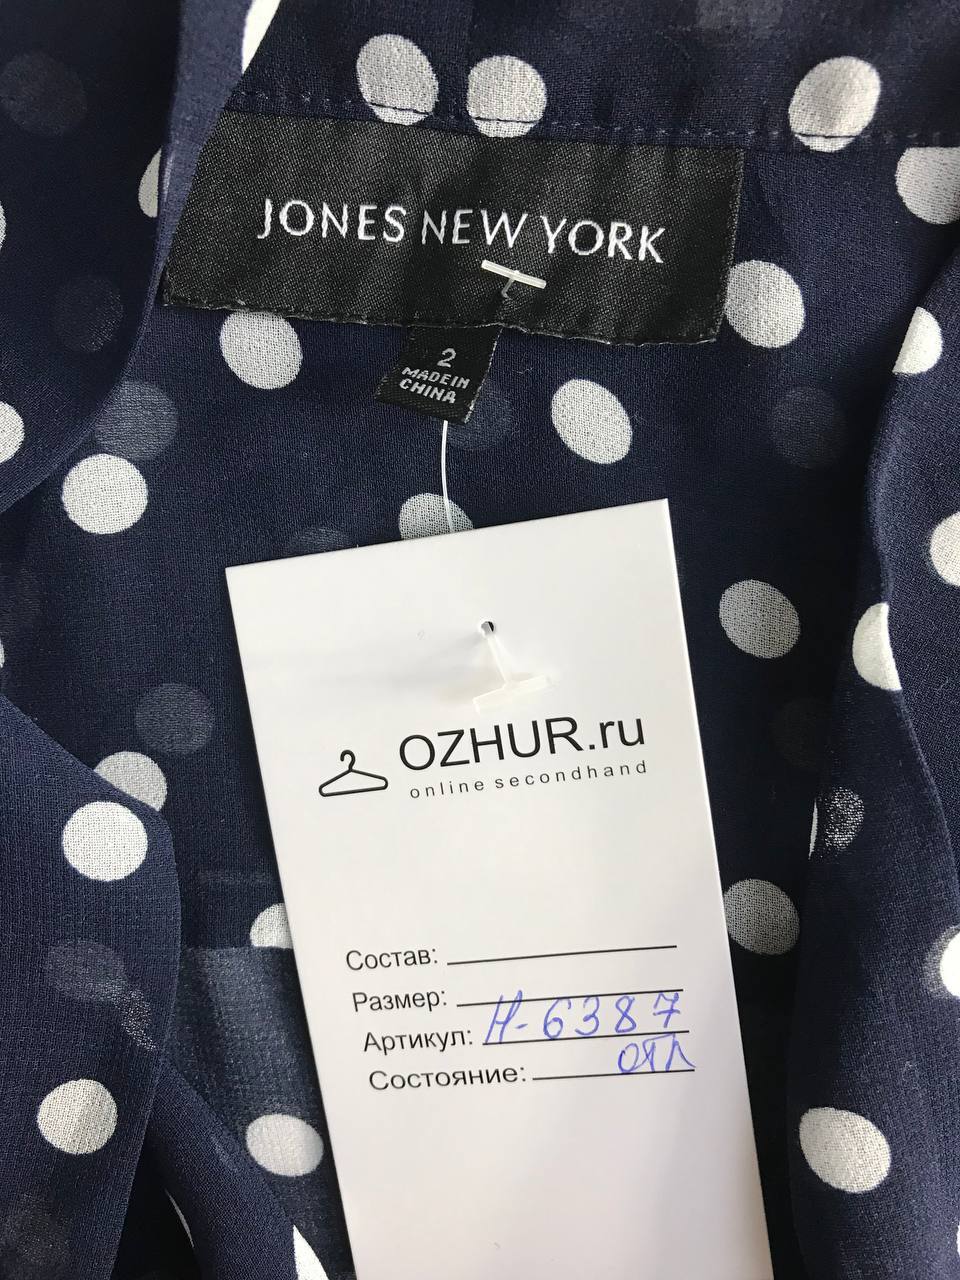 JONES NEW YORK
2
MADE IN
CHINA
OZHUR.ru
online secondhand
Состав:
Размер:
Артикул: Н-6387
Состояние: отл